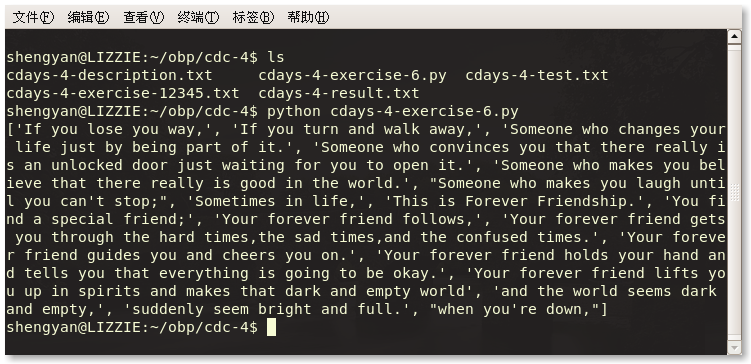 文件(F) 编辑(E) 查看(V) 终端(T) 标签(B) 帮助(H)
shengyan@LIZZIE:~/obp/cdc-4$ ls
cdays-4-description.txt     cdays-4-exercise-6.py  cdays-4-test.txt
cdays-4-exercise-12345.txt  cdays-4-result.txt
shengyan@LIZZIE:~/obp/cdc-4$ python cdays-4-exercise-6.py
['If you lose you way,', 'If you turn and walk away,', 'Someone who changes your
 life just by being part of it.', 'Someone who convinces you that there really i
s an unlocked door just waiting for you to open it.', 'Someone who makes you bel
ieve that there really is good in the world.', "Someone who makes you laugh unti
l you can't stop;", 'Sometimes in life,', 'This is Forever Friendship.', 'You fi
nd a special friend;', 'Your forever friend follows,', 'Your forever friend gets
 you through the hard times,the sad times,and the confused times.', 'Your foreve
r friend guides you and cheers you on.', 'Your forever friend holds your hand an
d tells you that everything is going to be okay.', 'Your forever friend lifts yo
u up in spirits and makes that dark and empty world', 'and the world seems dark
and empty,', 'suddenly seem bright and full.', "when you're down,"]
shengyan@LIZZIE:~/obp/cdc-4$